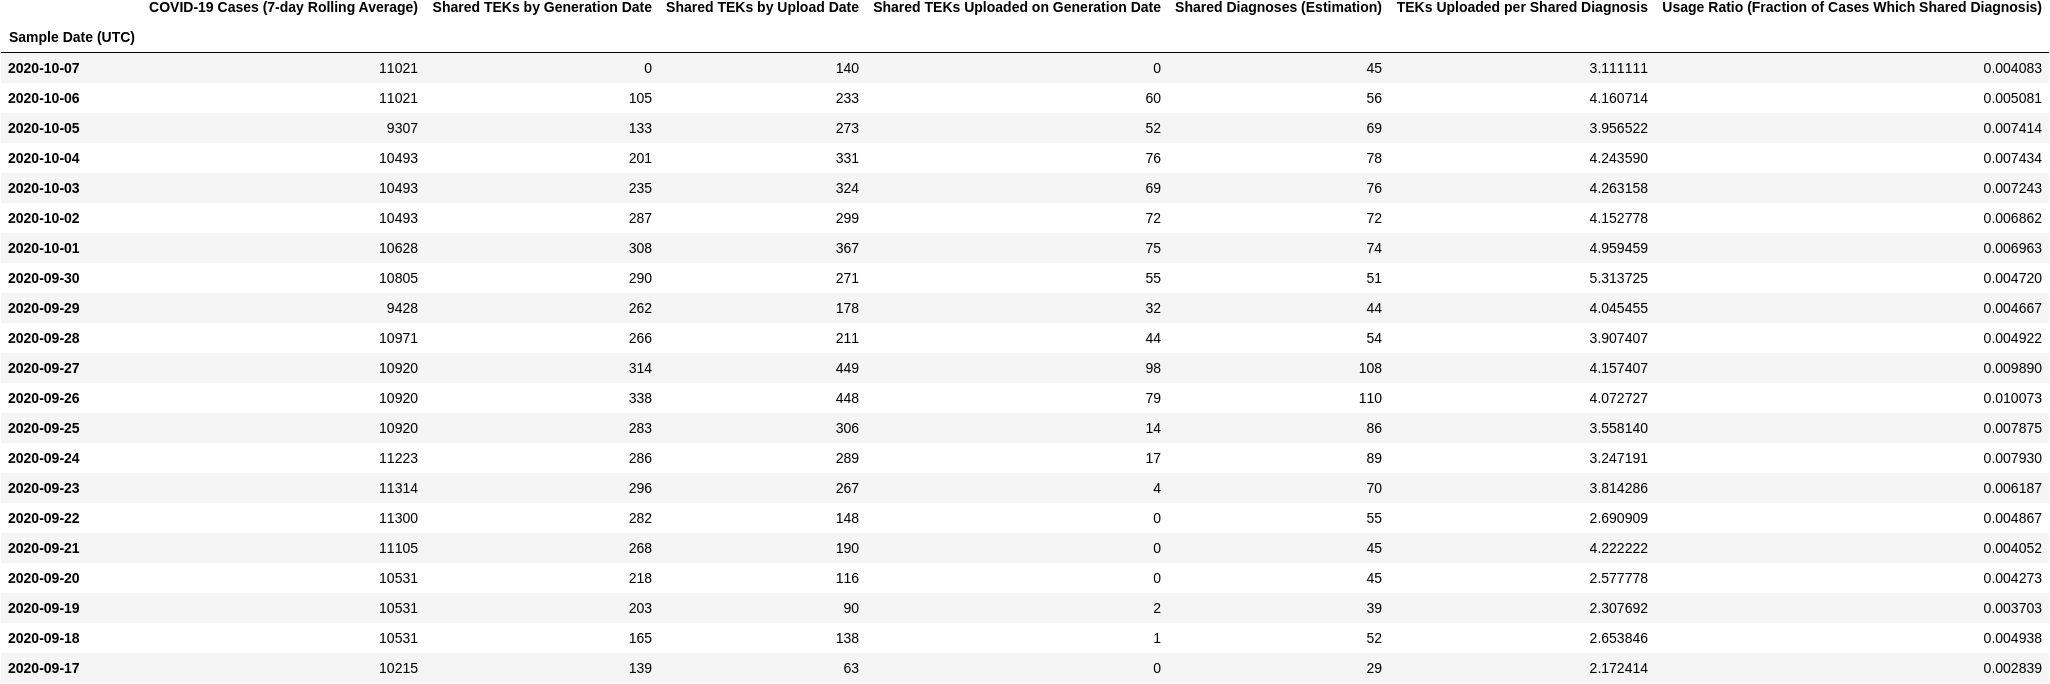 COVID-19 Cases (7-day Rolling Average) Shared TEKs by Generation Date Shared TEKs by Upload Date Shared TEKs Uploaded on Generation Date Shared Diagnoses (Estimation) TEKs Uploaded per Shared Diagnosis Usage Ratio (Fraction of Cases Which Shared Diagnosis)
Sample Date (UTC)
2020-10-07 11021 0 140 0 45 3.111111 0.004083
2020-10-06 11021 105 233 60 56 4.160714 0.005081
2020-10-05 9307 133 273 52 69 3.956522 0.007414
2020-10-04 10493 201 331 76 78 4.243590 0.007434
2020-10-03 10493 235 324 69 76 4.263158 0.007243
2020-10-02 10493 287 299 72 72 4.152778 0.006862
2020-10-01 10628 308 367 75 74 4.959459 0.006963
2020-09-30 10805 290 271 55 51 5.313725 0.004720
2020-09-29 9428 262 178 32 44 4.045455 0.004667
2020-09-28 10971 266 211 44 54 3.907407 0.004922
2020-09-27 10920 314 449 98 108 4.157407 0.009890
2020-09-26 10920 338 448 79 110 4.072727 0.010073
2020-09-25 10920 283 306 14 86 3.558140 0.007875
2020-09-24 11223 286 289 17 89 3.247191 0.007930
2020-09-23 11314 296 267 4 70 3.814286 0.006187
2020-09-22 11300 282 148 0 55 2.690909 0.004867
2020-09-21 11105 268 190 0 45 4.222222 0.004052
2020-09-20 10531 218 116 0 45 2.577778 0.004273
2020-09-19 10531 203 90 2 39 2.307692 0.003703
2020-09-18 10531 165 138 1 52 2.653846 0.004938
2020-09-17 10215 139 63 0 29 2.172414 0.002839